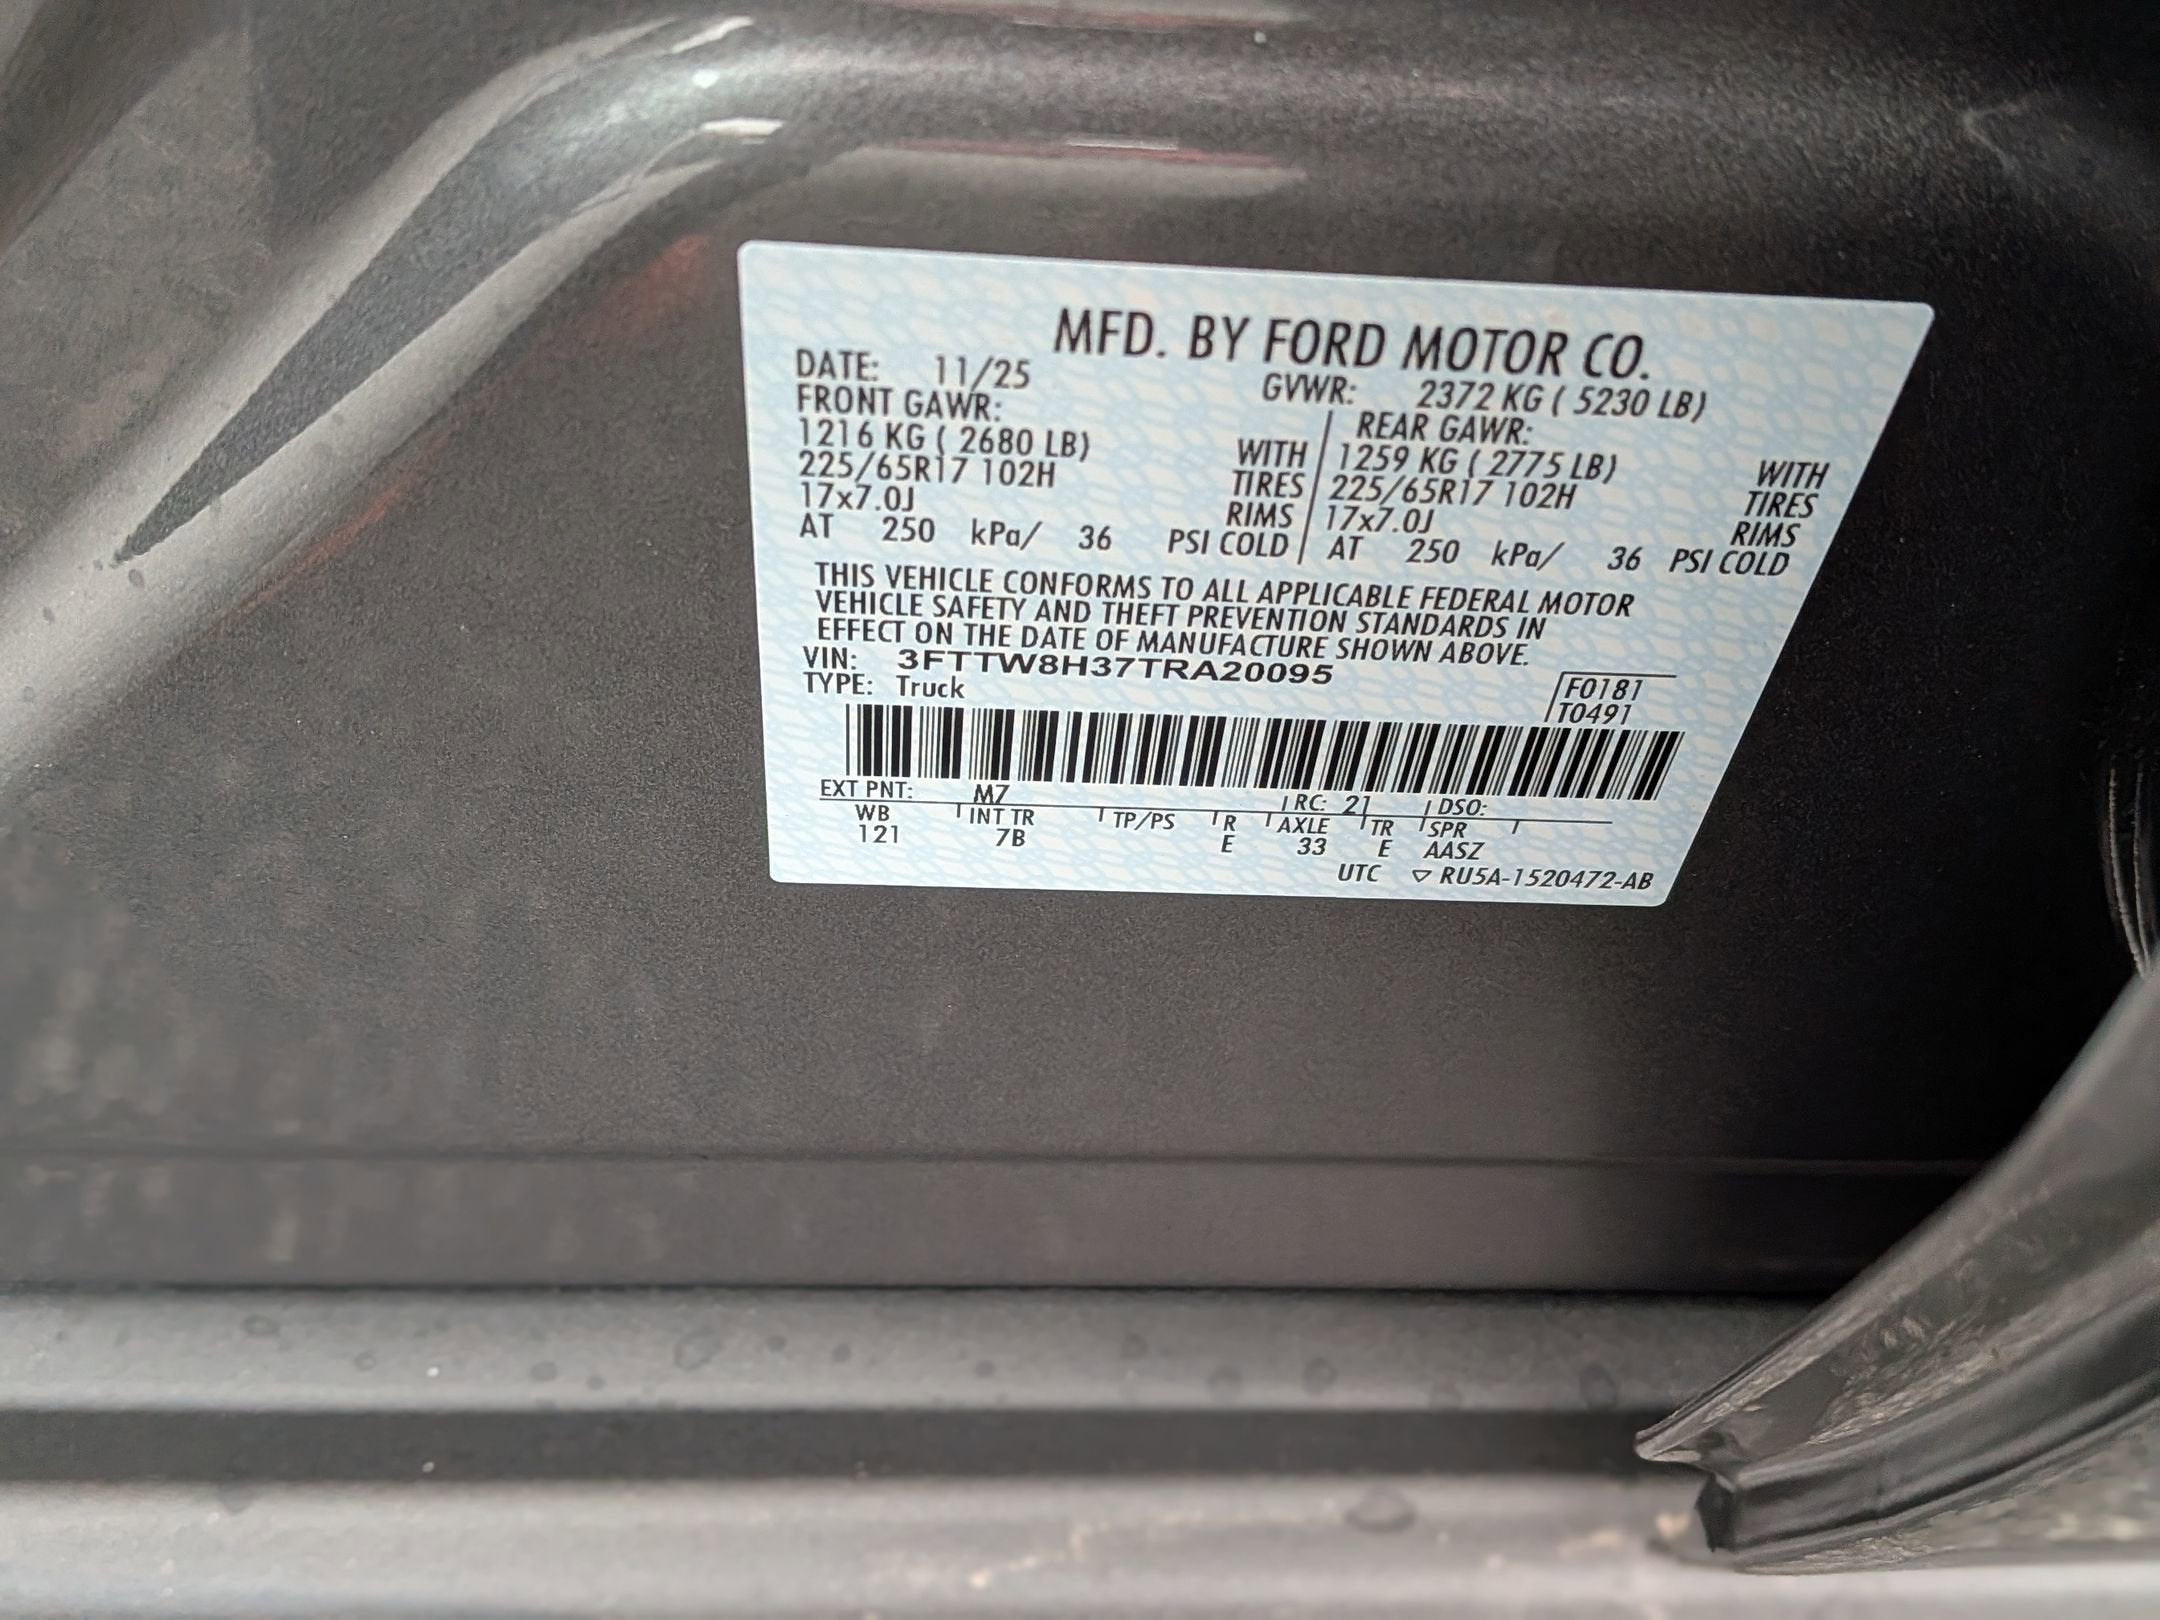 MFD. BY FORD MOTOR CO.
DATE: 11/25 GVWR: 2372 KG ( 5230 LB)
FRONT GAWR: REAR GAWR:
1216 KG ( 2680 LB) WITH 1259 KG ( 2775 LB) WITH
225/65R17 102H TIRES 225/65R17 102H TIRES
17x7.0J RIMS 17x7.0J RIMS
AT 250 kPa/ 36 PSI COLD AT 250 kPa/ 36 PSI COLD
THIS VEHICLE CONFORMS TO ALL APPLICABLE FEDERAL MOTOR
VEHICLE SAFETY AND THEFT PREVENTION STANDARDS IN
EFFECT ON THE DATE OF MANUFACTURE SHOWN ABOVE.
VIN: 3FTTW8H37TRA20095
TYPE: Truck
F0181
T0491
EXT PNT: M7 RC: 21 DSO:
WB INT TR TP/PS R AXLE TR SPR
121 7B E 33 E AASZ
UTC ▽ RU5A-1520472-AB